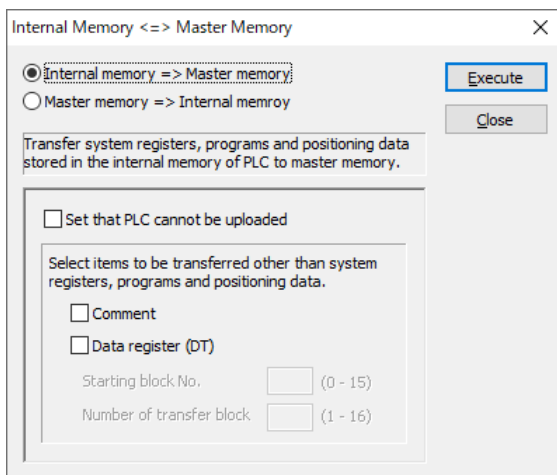 Internal Memory <=> Master Memory
Internal memory => Master memory
Execute
Master memory => Internal memroy
Close
Transfer system registers, programs and positioning data
stored in the internal memory of PLC to master memory.
Set that PLC cannot be uploaded
Select items to be transferred other than system
registers, programs and positioning data.
Comment
Data register (DT)
Starting block No. (0 - 15)
Number of transfer block (1 - 16)